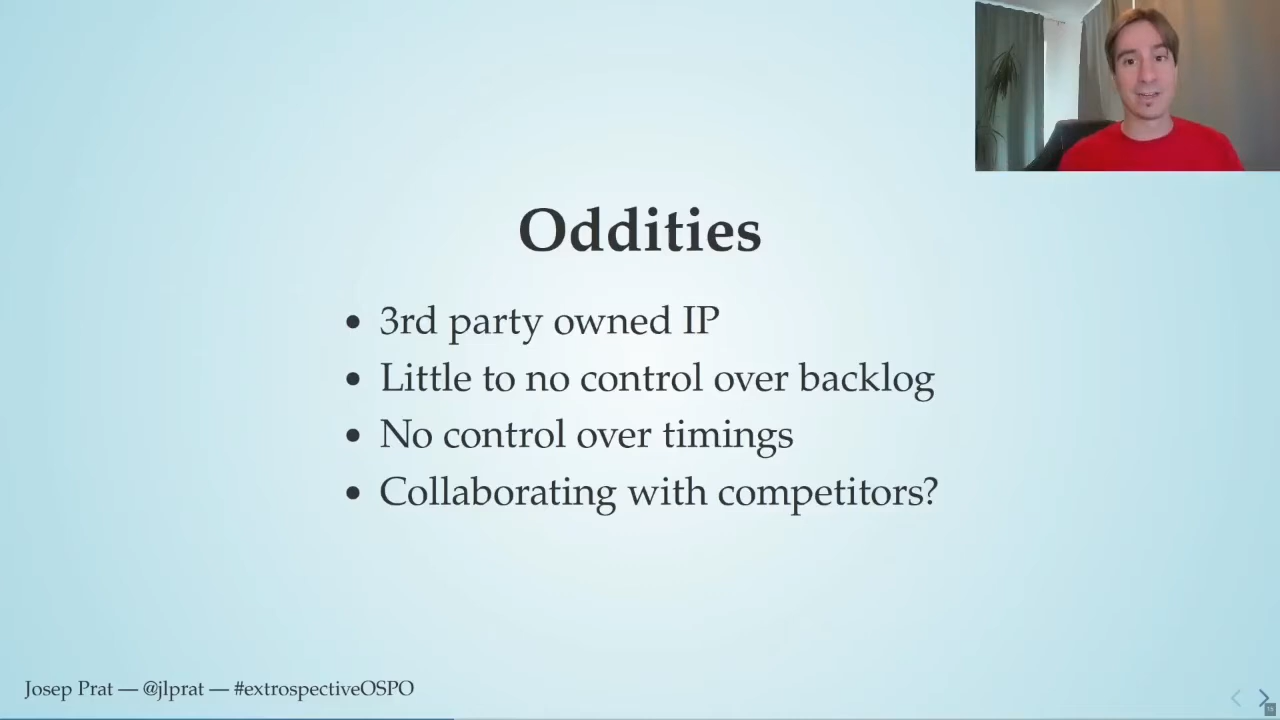 Oddities
• 3rd party owned IP
• Little to no control over backlog
• No control over timings
• Collaborating with competitors?
Josep Prat — @jlprat — #extrospectiveOSPO